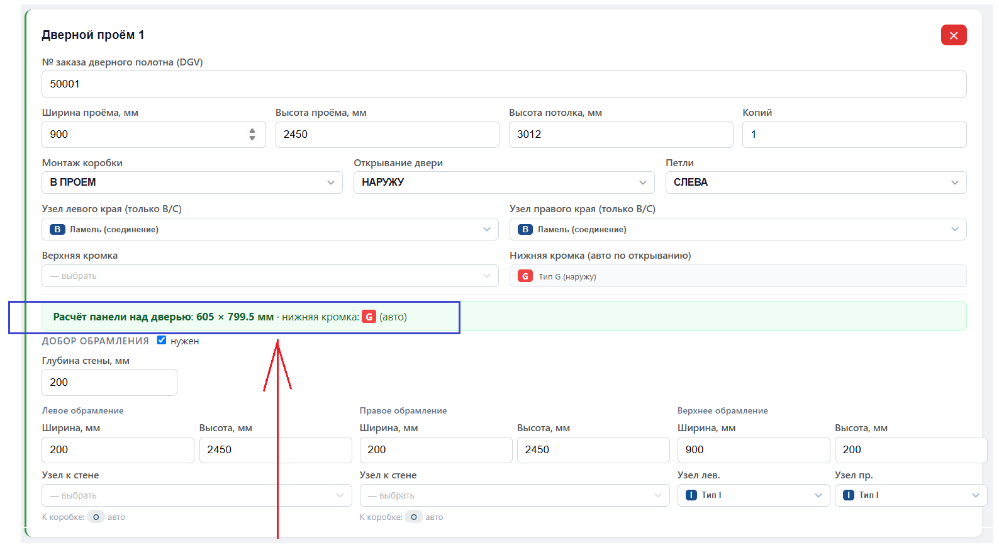 Дверной проём 1
№ заказа дверного полотна (DGV)
50001
Ширина проёма, мм Высота проёма, мм Высота потолка, мм Копий
900 2450 3012 1
Монтаж коробки Открывание двери Петли
В ПРОЕМ НАРУЖУ СЛЕВА
Узел левого края (только B/C) Узел правого края (только B/C)
B Ламель (соединение) B Ламель (соединение)
Верхняя кромка Нижняя кромка (авто по открыванию)
— выбрать G Тип G (наружу)
Расчёт панели над дверью: 605 × 799.5 мм · нижняя кромка: G (авто)
ДОБОР ОБРАМЛЕНИЯ нужен
Глубина стены, мм
200
Левое обрамление Правое обрамление Верхнее обрамление
Ширина, мм Высота, мм Ширина, мм Высота, мм Ширина, мм Высота, мм
200 2450 200 2450 900 200
Узел к стене Узел к стене Узел лев. Узел пр.
— выбрать — выбрать I Тип I I Тип I
К коробке: O авто К коробке: O авто